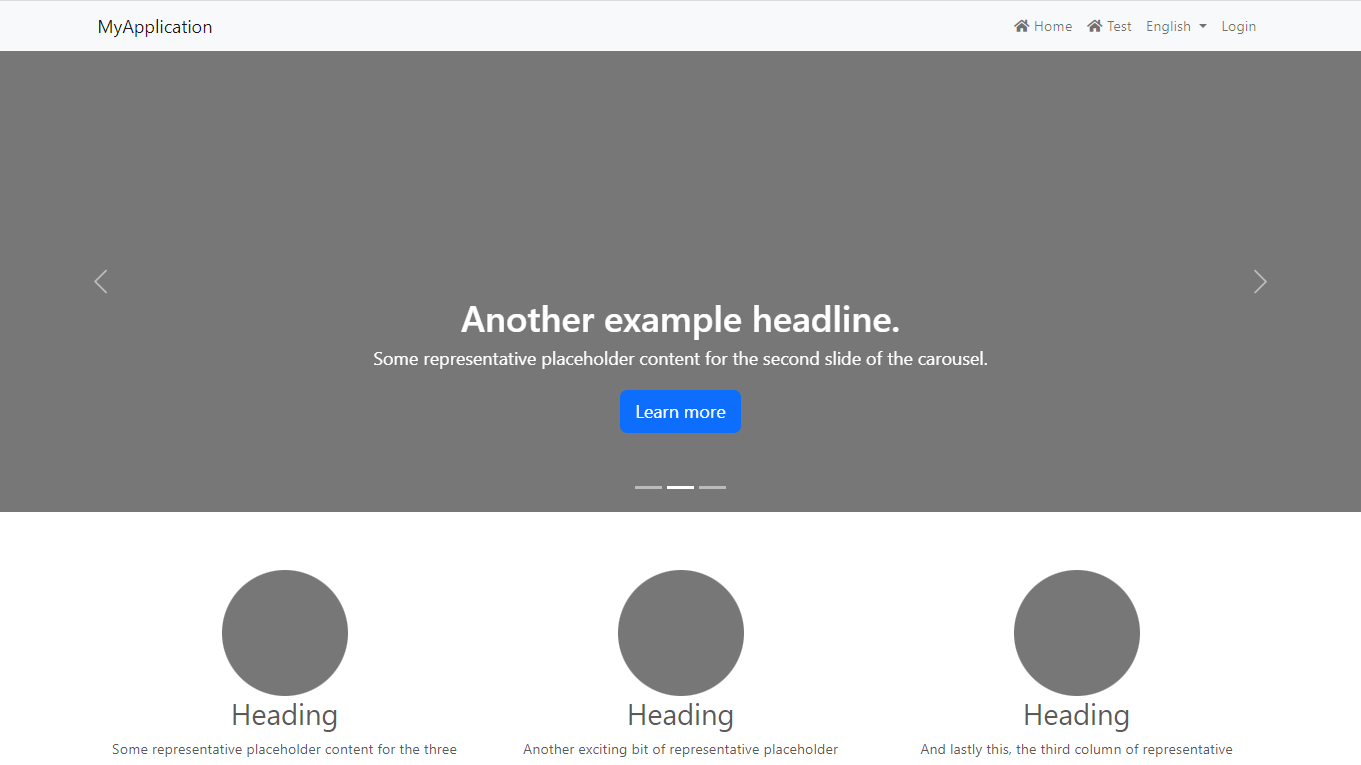 MyApplication
Home Test English Login
Another example headline.
Some representative placeholder content for the second slide of the carousel.
Learn more
Heading
Some representative placeholder content for the three
Heading
Another exciting bit of representative placeholder
Heading
And lastly this, the third column of representative